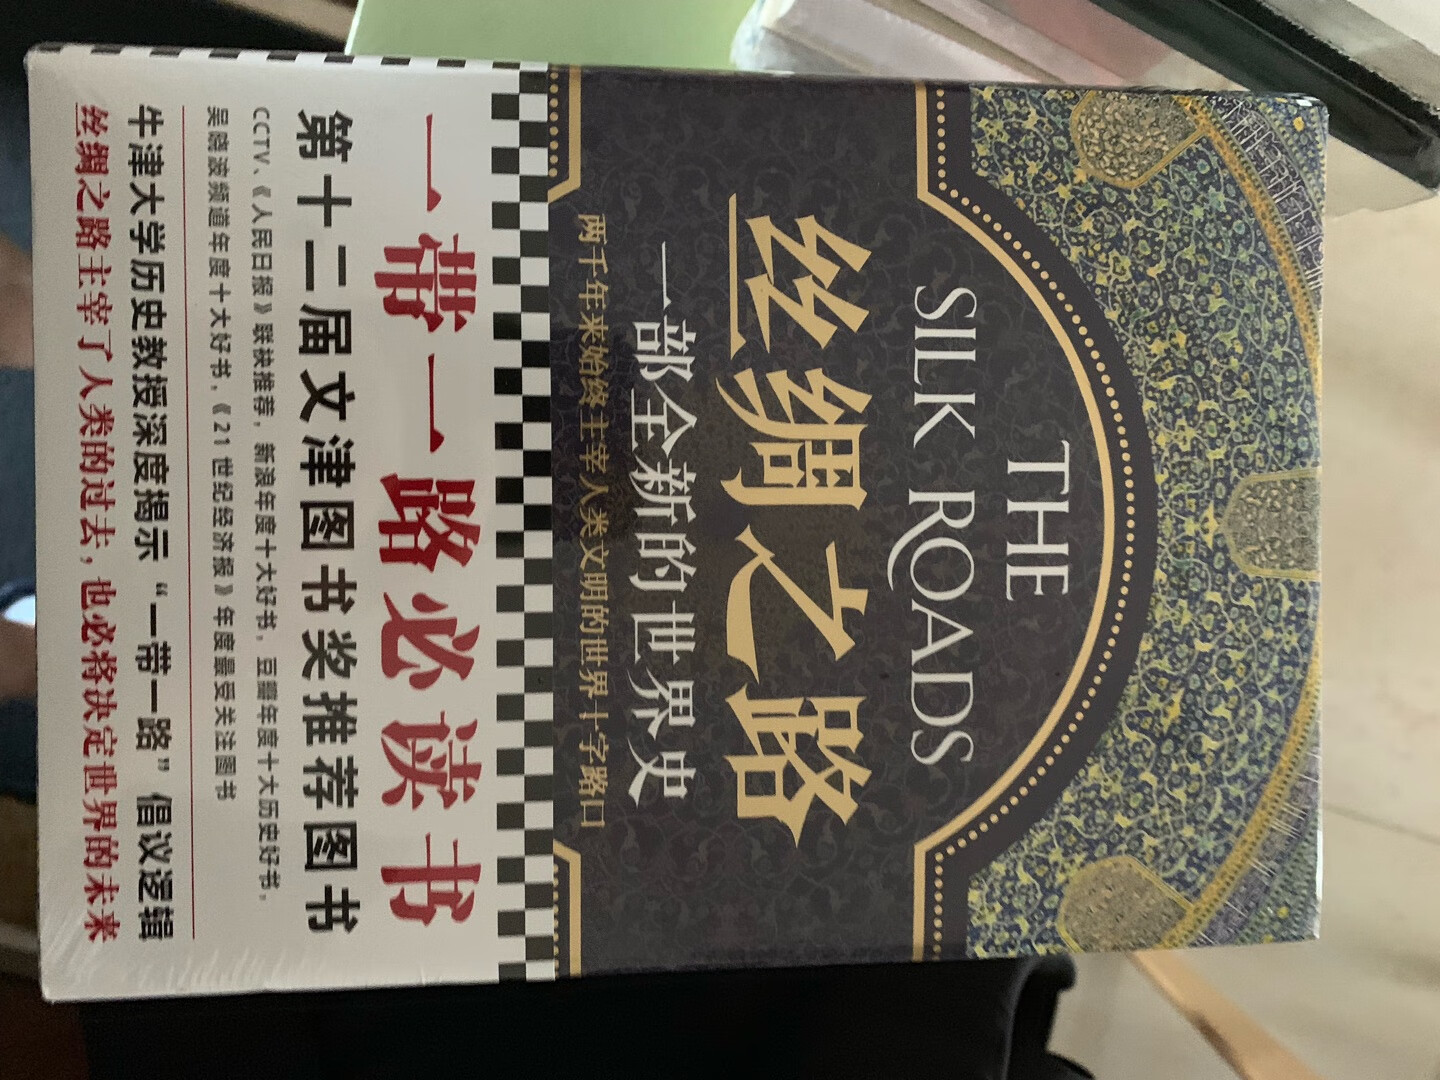 THE
SILK ROADS
丝绸之路
一部全新的世界史
两千年来始终主宰人类文明的世界十字路口
一带一路必读书
第十二届文津图书奖推荐图书
CCTV、《人民日报》联袂推荐，新浪年度十大好书，豆瓣年度十大历史好书，
吴晓波频道年度十大好书，《21世纪经济报》年度最受关注图书
牛津大学历史教授深度揭示“一带一路”倡议逻辑
丝绸之路主宰了人类的过去，也必将决定世界的未来